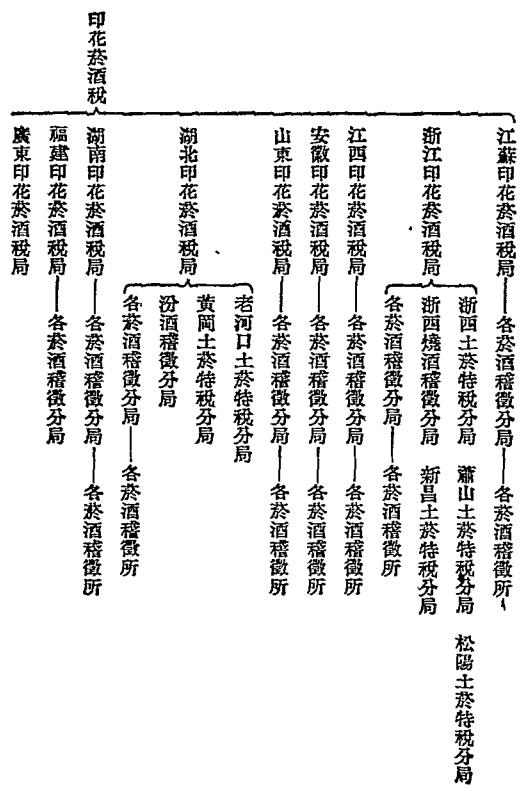 印花菸酒稅
江蘇印花菸酒稅局——各菸酒稽徵分局——各菸酒稽徵所
浙江印花菸酒稅局
浙西土菸特稅分局　蕭山土菸特稅分局　松陽土菸特稅分局
浙西燒酒稽徵分局　新昌土菸特稅分局
各菸酒稽徵分局——各菸酒稽徵所
江西印花菸酒稅局——各菸酒稽徵分局——各菸酒稽徵所
安徽印花菸酒稅局——各菸酒稽徵分局——各菸酒稽徵所
山東印花菸酒稅局——各菸酒稽徵分局——各菸酒稽徵所
湖北印花菸酒稅局
老河口土菸特稅分局
黃岡土菸特稅分局
汾酒稽徵分局
各菸酒稽徵分局——各菸酒稽徵所
湖南印花菸酒稅局——各菸酒稽徵分局——各菸酒稽徵所
福建印花菸酒稅局——各菸酒稽徵分局
廣東印花菸酒稅局